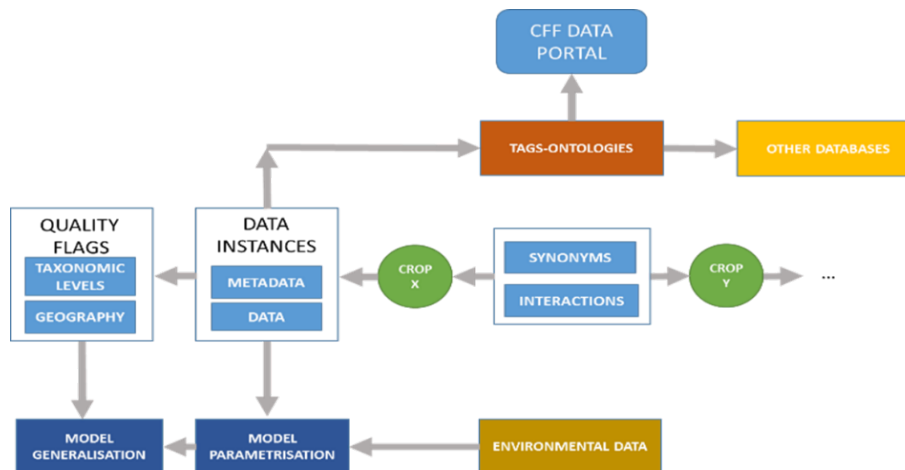 CFF DATA
PORTAL
TAGS-ONTOLOGIES
OTHER DATABASES
QUALITY
FLAGS
TAXONOMIC
LEVELS
GEOGRAPHY
DATA
INSTANCES
METADATA
DATA
CROP
X
SYNONYMS
INTERACTIONS
CROP
Y
...
MODEL
GENERALISATION
MODEL
PARAMETRISATION
ENVIRONMENTAL DATA